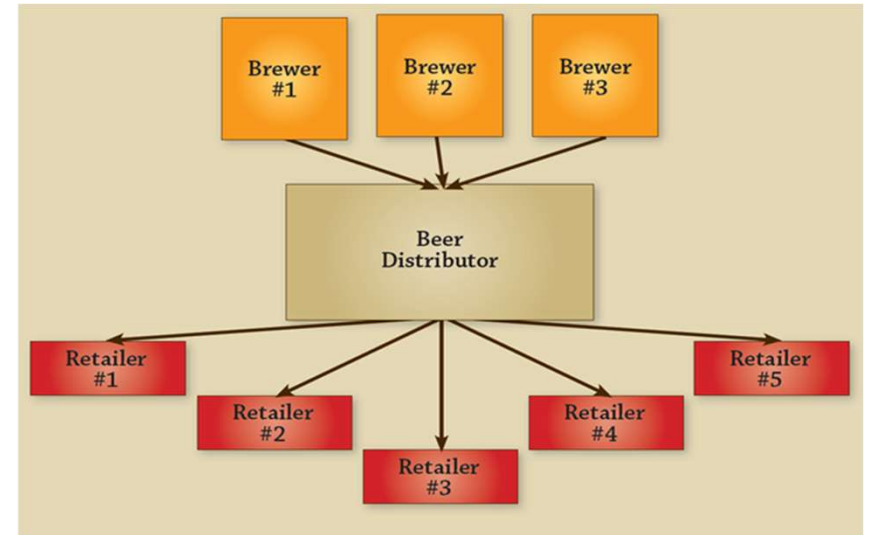 Brewer
#1
Brewer
#2
Brewer
#3
Beer
Distributor
Retailer
#1
Retailer
#2
Retailer
#3
Retailer
#4
Retailer
#5